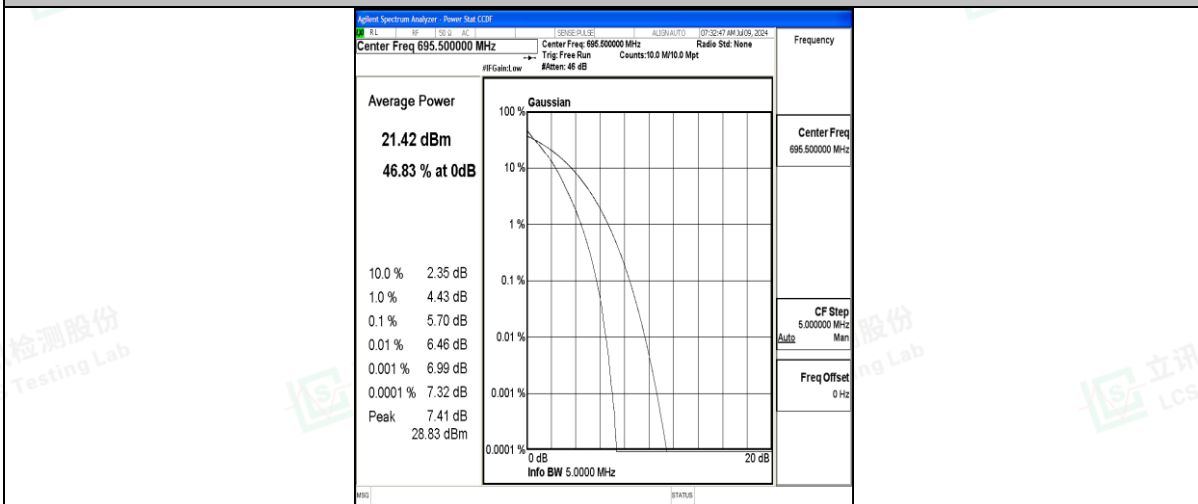 Agilent Spectrum Analyzer - Power Stat CCDF
RL RF 50 Ω AC SENSE:PULSE ALIGN AUTO 07:32:47 AM Jul 09, 2024
Center Freq 695.500000 MHz
Center Freq: 695.500000 MHz Radio Std: None
Trig: Free Run Counts:10.0 M/10.0 Mpt
#IFGain:Low #Atten: 46 dB
Frequency
Average Power
21.42 dBm
46.83 % at 0dB
10.0 % 2.35 dB
1.0 % 4.43 dB
0.1 % 5.70 dB
0.01 % 6.46 dB
0.001 % 6.99 dB
0.0001 % 7.32 dB
Peak 7.41 dB
28.83 dBm
Gaussian
100 %
10 %
1 %
0.1 %
0.01 %
0.001 %
0.0001 %
0 dB 20 dB
Info BW 5.0000 MHz
Center Freq
695.500000 MHz
CF Step
5.000000 MHz
Auto Man
Freq Offset
0 Hz
MSG STATUS
检测股份
Testing Lab
LCS
股份
ng Lab
LCS
立讯
LCS